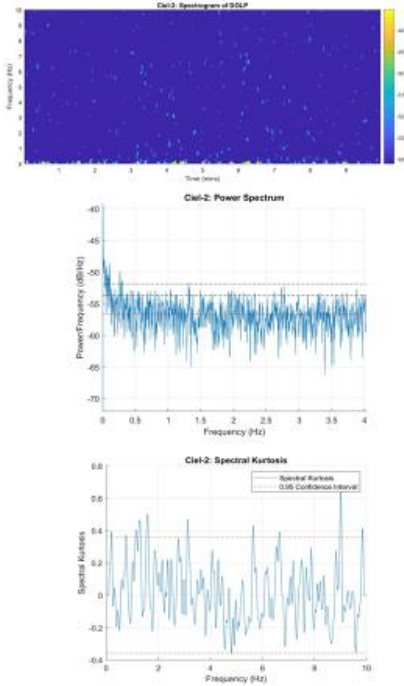 Ciel-2: Spectrogram of DOLP
10
9
8
7
6
5
4
3
2
1
0
Frequency (Hz)
1 2 3 4 5 6 7 8 9
Time (mins)
Ciel-2: Power Spectrum
-40
-45
-50
-55
-60
-65
-70
Power/Frequency (dB/Hz)
0 0.5 1 1.5 2 2.5 3 3.5 4
Frequency (Hz)
Ciel-2: Spectral Kurtosis
0.8
0.6
0.4
0.2
0
-0.2
-0.4
Spectral Kurtosis
Spectral Kurtosis
0.95 Confidence Interval
0 2 4 6 8 10
Frequency (Hz)